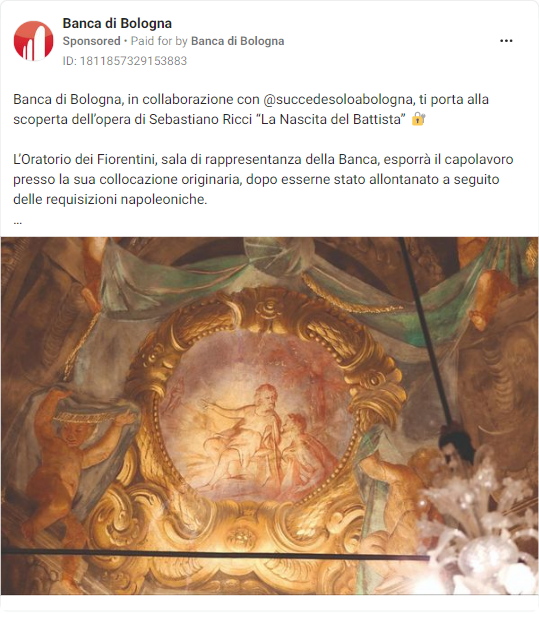 Banca di Bologna
Sponsored • Paid for by Banca di Bologna
ID: 1811857329153883
Banca di Bologna, in collaborazione con @succedesoloabologna, ti porta alla
scoperta dell'opera di Sebastiano Ricci “La Nascita del Battista” 🔐
L'Oratorio dei Fiorentini, sala di rappresentanza della Banca, esporrà il capolavoro
presso la sua collocazione originaria, dopo esserne stato allontanato a seguito
delle requisizioni napoleoniche.
...